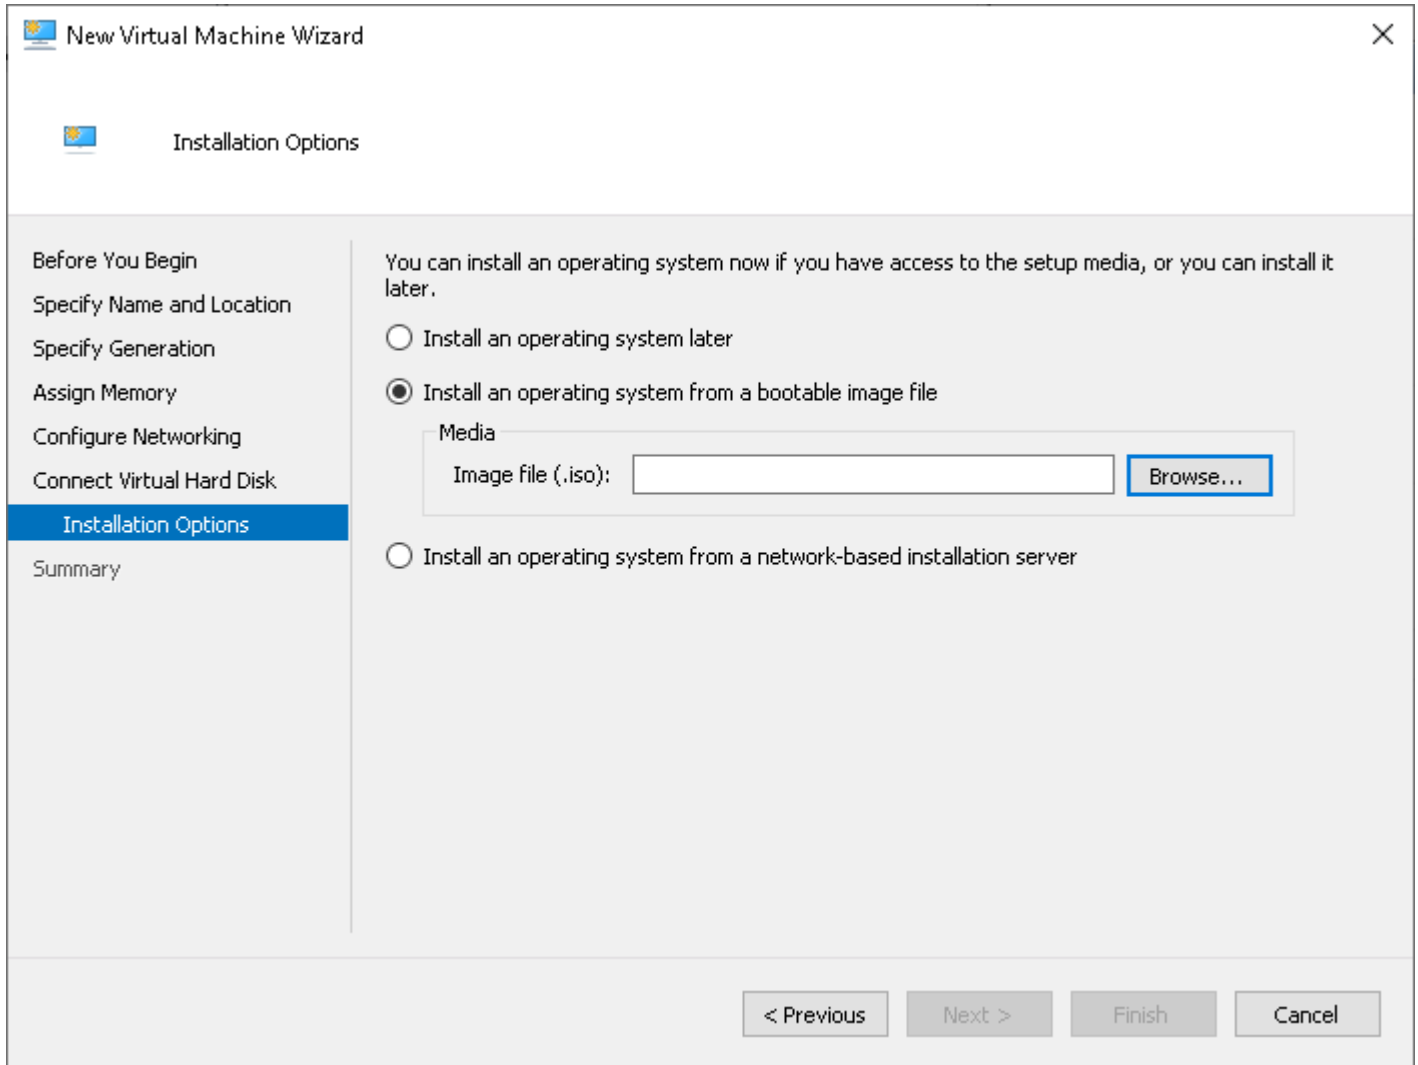 New Virtual Machine Wizard
Installation Options
Before You Begin
Specify Name and Location
Specify Generation
Assign Memory
Configure Networking
Connect Virtual Hard Disk
Installation Options
Summary
You can install an operating system now if you have access to the setup media, or you can install it
later.
Install an operating system later
Install an operating system from a bootable image file
Media
Image file (.iso):
Browse...
Install an operating system from a network-based installation server
< Previous
Next >
Finish
Cancel